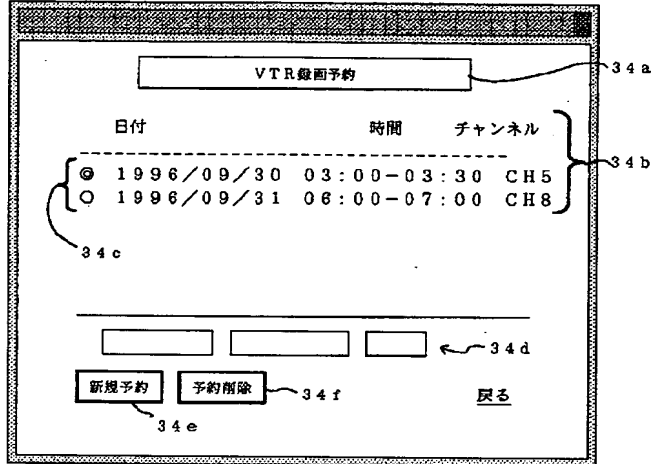 VTR録画予約
34a
日付 時間 チャンネル
34b
◎ 1996/09/30 03:00-03:30 CH5
○ 1996/09/31 06:00-07:00 CH8
34c
34d
新規予約 予約削除 34f 戻る
34e